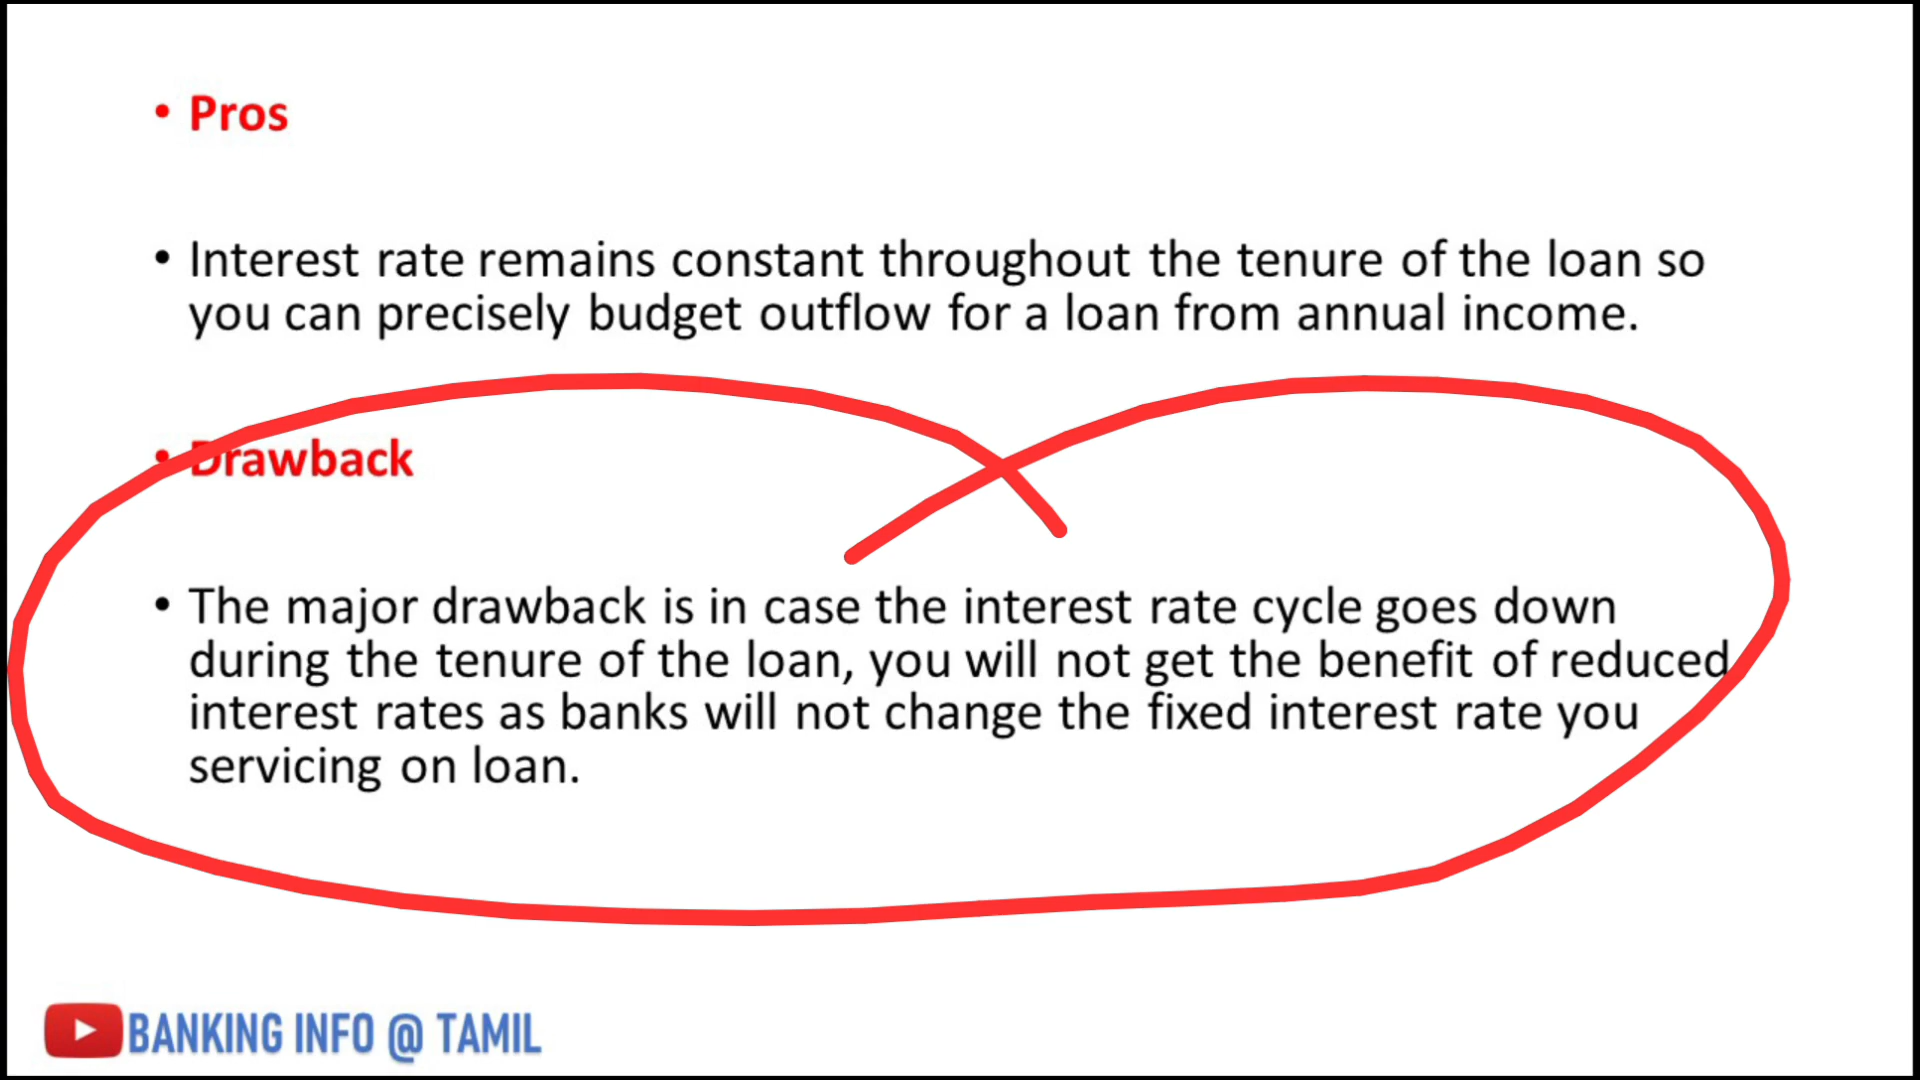 • Pros
• Interest rate remains constant throughout the tenure of the loan so
you can precisely budget outflow for a loan from annual income.
• Drawback
• The major drawback is in case the interest rate cycle goes down
during the tenure of the loan, you will not get the benefit of reduced
interest rates as banks will not change the fixed interest rate you
servicing on loan.
BANKING INFO @ TAMIL